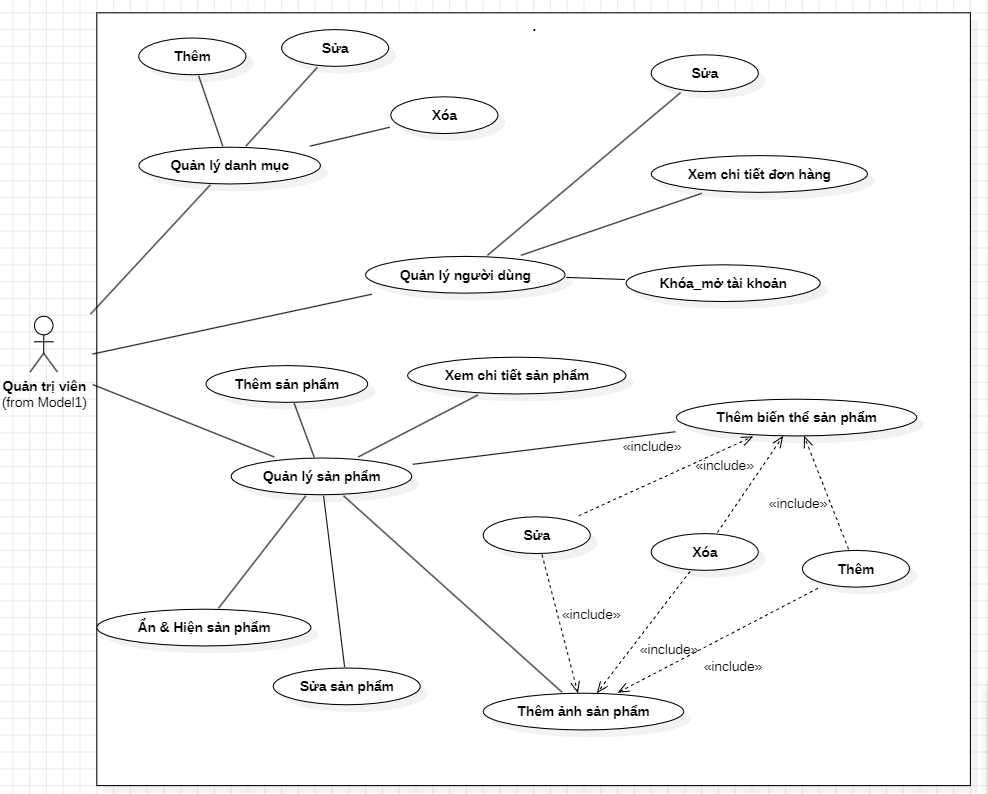 Thêm
Sửa
Xóa
Quản lý danh mục
Sửa
Xem chi tiết đơn hàng
Quản lý người dùng
Khóa_mở tài khoản
Quản trị viên
(from Model1)
Thêm sản phẩm
Xem chi tiết sản phẩm
Thêm biến thể sản phẩm
«include»
«include»
Quản lý sản phẩm
«include»
Sửa
Xóa
Thêm
«include»
Ẩn & Hiện sản phẩm
«include»
«include»
Sửa sản phẩm
Thêm ảnh sản phẩm